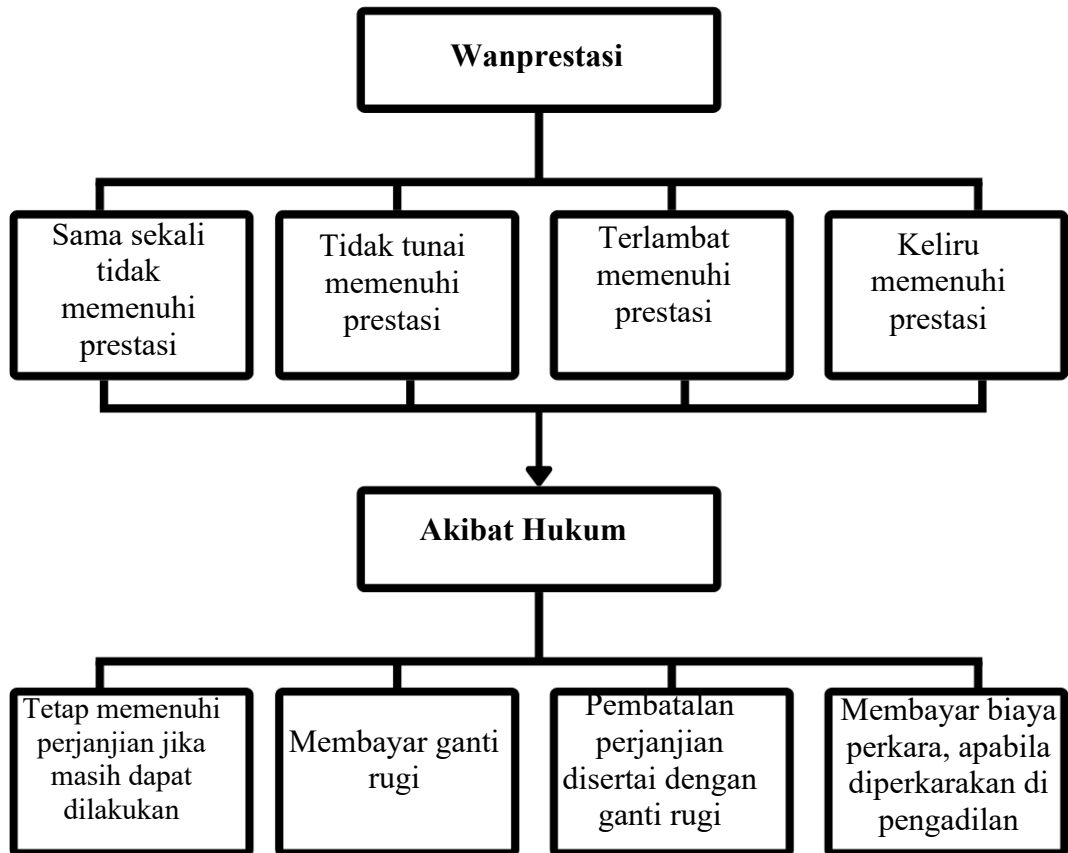 Wanprestasi
Sama sekali
tidak
memenuhi
prestasi
Tidak tunai
memenuhi
prestasi
Terlambat
memenuhi
prestasi
Keliru
memenuhi
prestasi
Akibat Hukum
Tetap memenuhi
perjanjian jika
masih dapat
dilakukan
Membayar ganti
rugi
Pembatalan
perjanjian
disertai dengan
ganti rugi
Membayar biaya
perkara, apabila
diperkarakan di
pengadilan